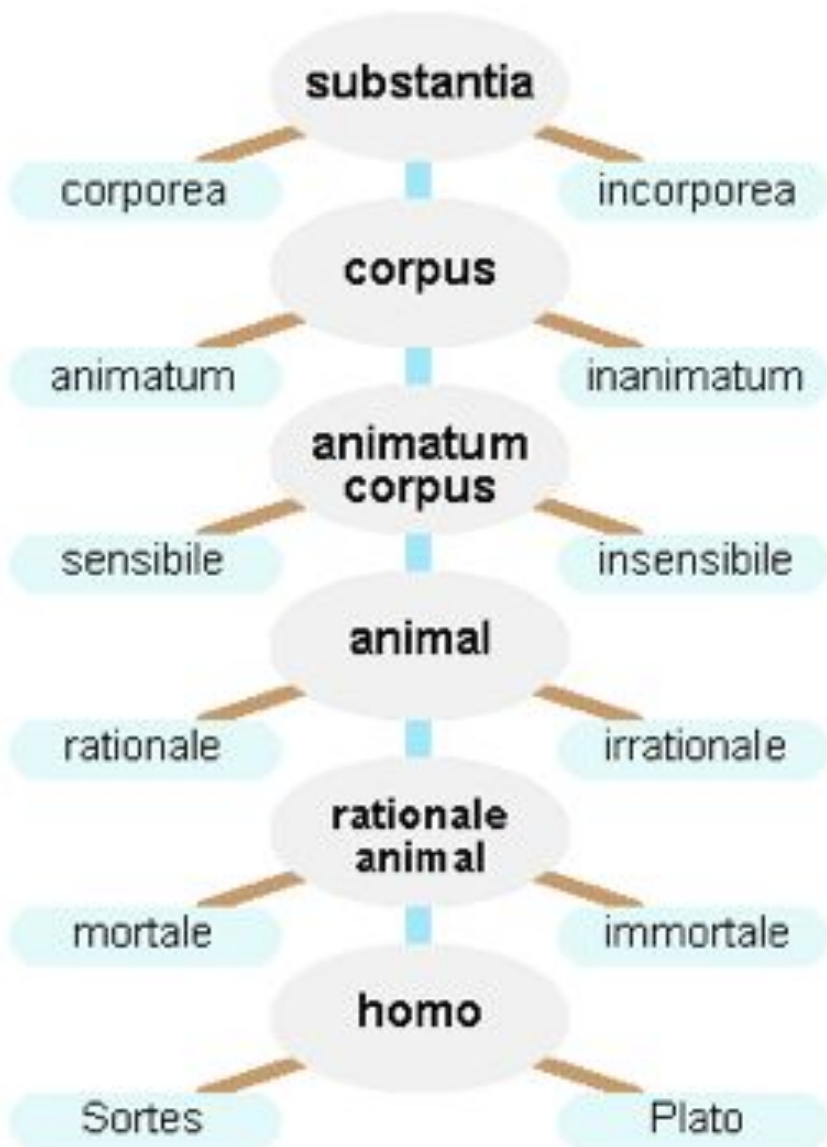 substantia
corporea
incorporea
corpus
animatum
inanimatum
animatum
corpus
sensibile
insensibile
animal
rationale
irrationale
rationale
animal
mortale
immortale
homo
Sortes
Plato